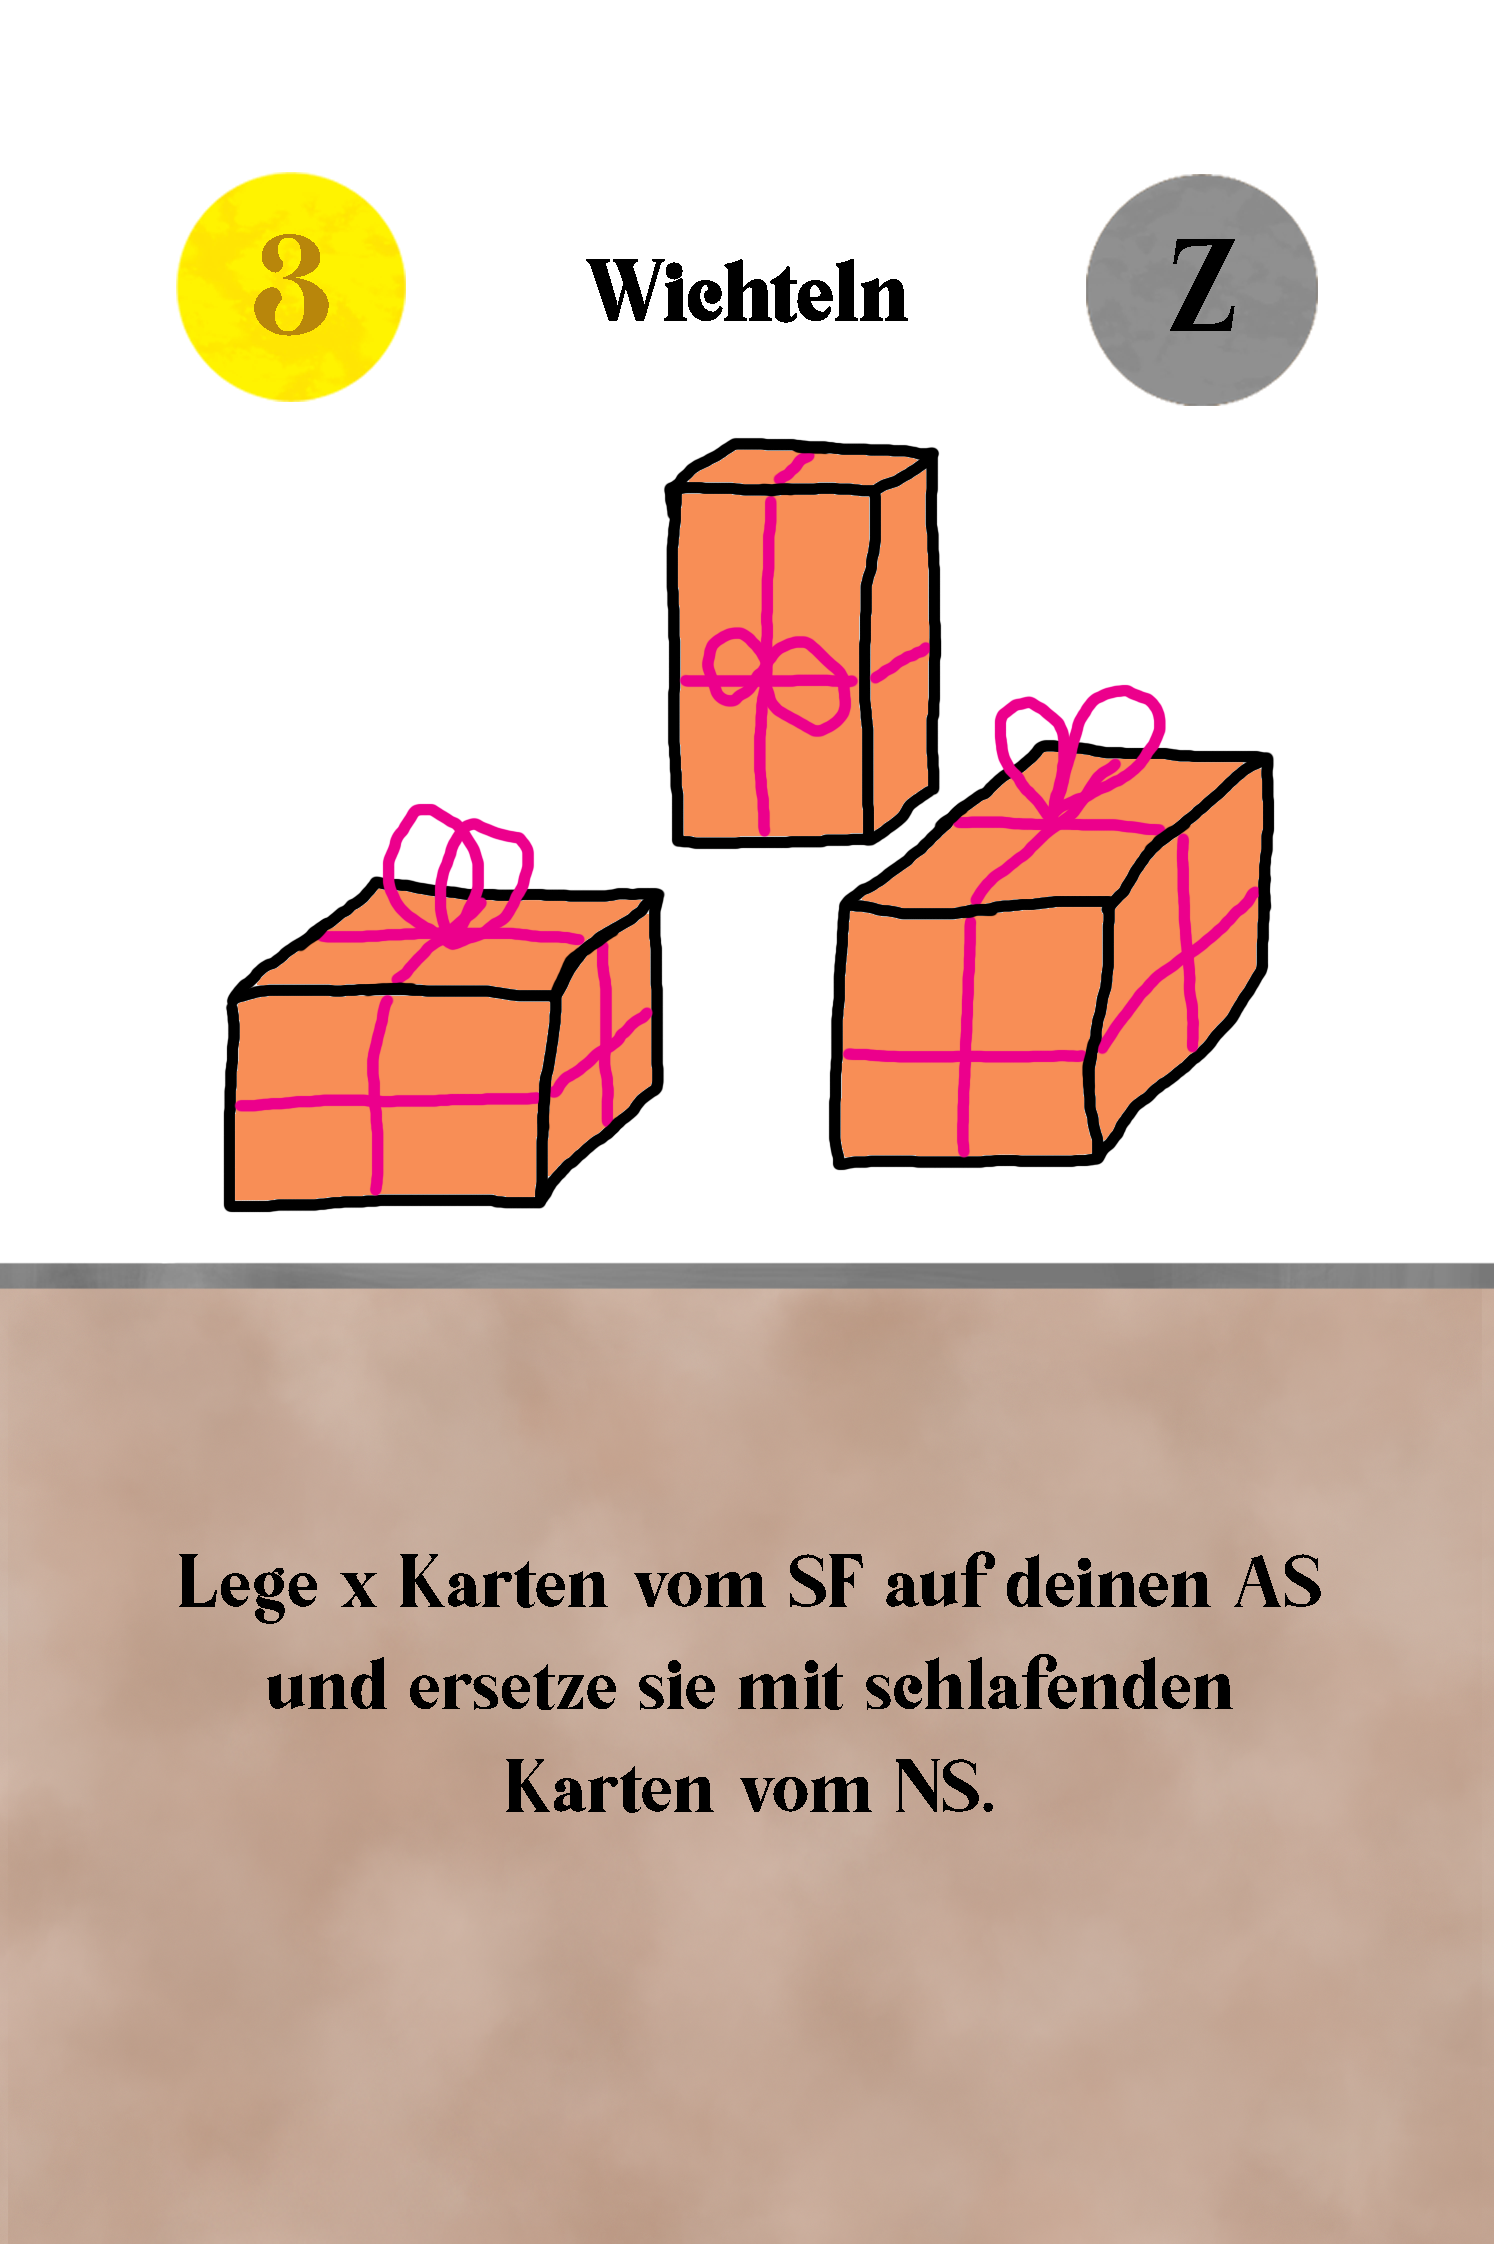 3
Wichteln
Z
Lege x Karten vom SF auf deinen AS
und ersetze sie mit schlafenden
Karten vom NS.